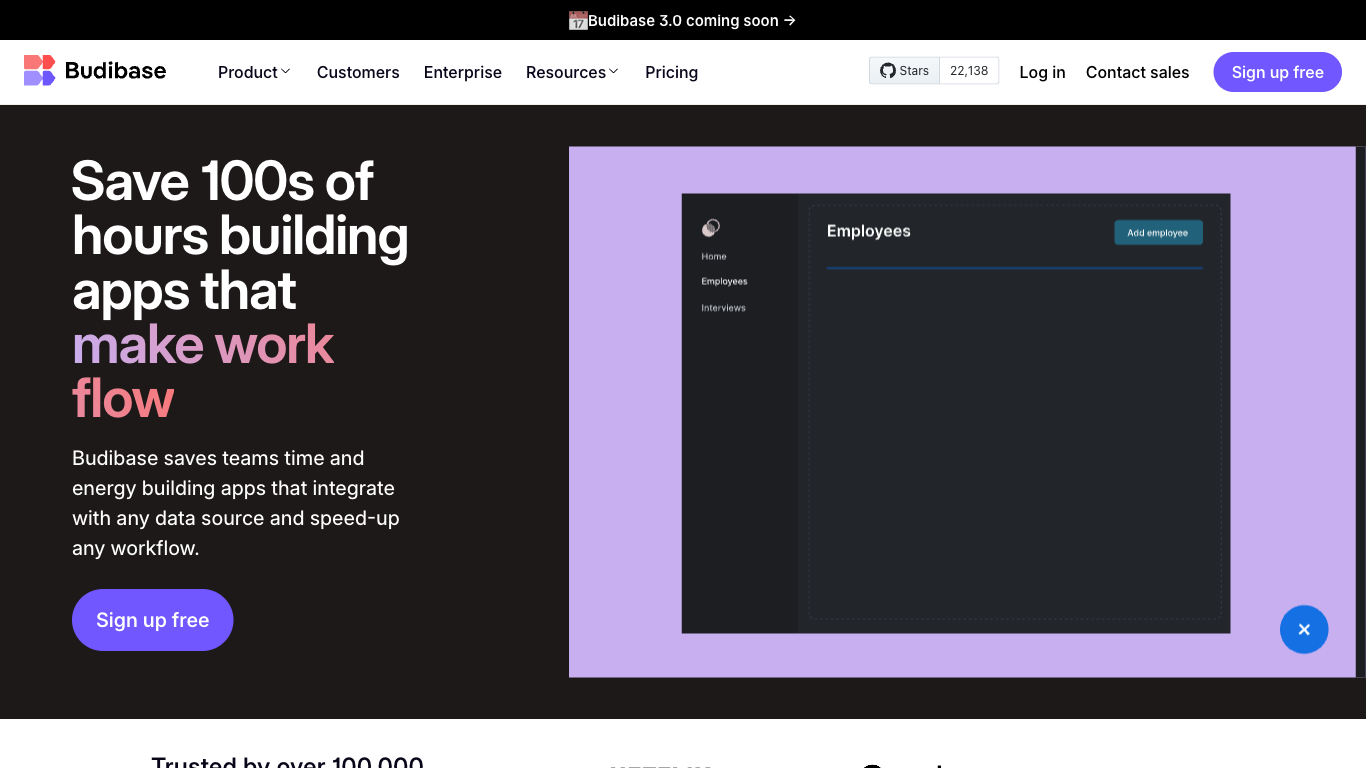 17
Budibase 3.0 coming soon →
Budibase
Product
Customers
Enterprise
Resources
Pricing
Stars
22,138
Log in
Contact sales
Sign up free
Save 100s of
hours building
apps that
make work
flow
Budibase saves teams time and
energy building apps that integrate
with any data source and speed-up
any workflow.
Sign up free
Employees
Add employee
Home
Employees
Interviews
Trusted by over 100,000